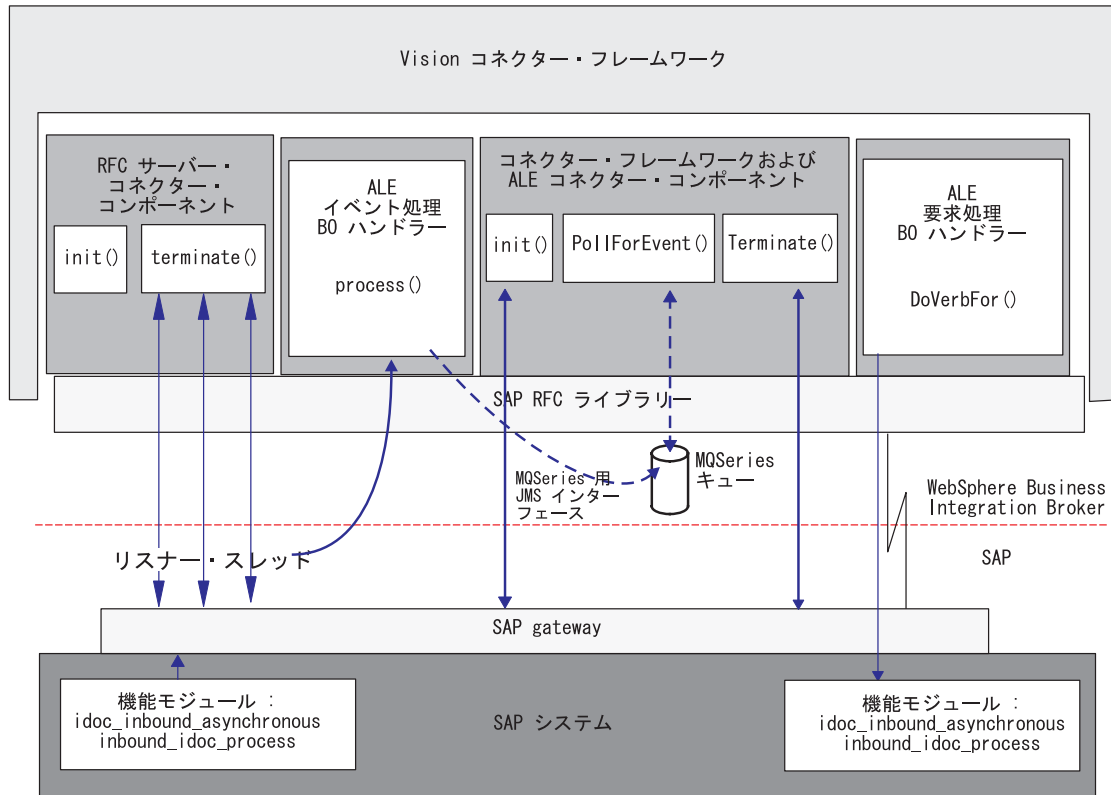 Vision コネクター・フレームワーク
RFC サーバー・
コネクター・
コンポーネント
init()
terminate()
ALE
イベント処理
BO ハンドラー
process()
コネクター・フレームワークおよび
ALE コネクター・コンポーネント
init()
PollForEvent()
Terminate()
ALE
要求処理
BO ハンドラー
DoVerbFor()
SAP RFC ライブラリー
MQSeries 用
JMS インター
フェース
MQSeries
キュー
WebSphere Business
Integration Broker
リスナー・スレッド
SAP
SAP gateway
機能モジュール :
idoc_inbound_asynchronous
inbound_idoc_process
SAP システム
機能モジュール :
idoc_inbound_asynchronous
inbound_idoc_process